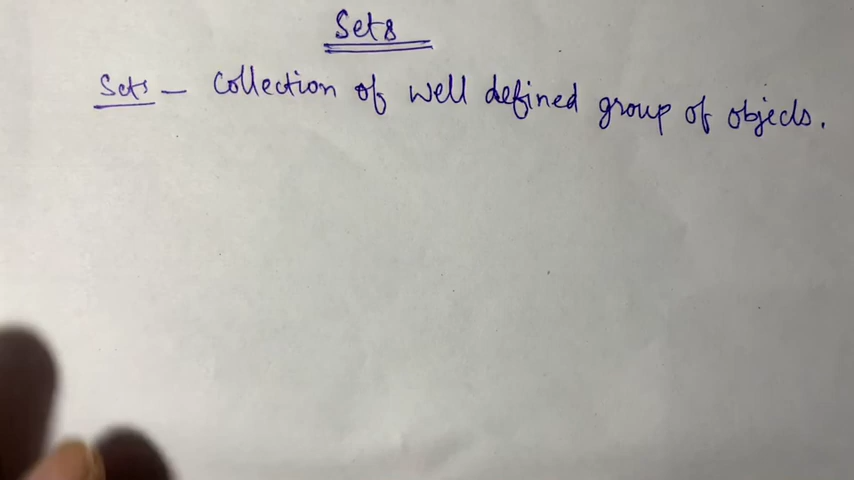 Sets
Sets - Collection of well defined group of objects.